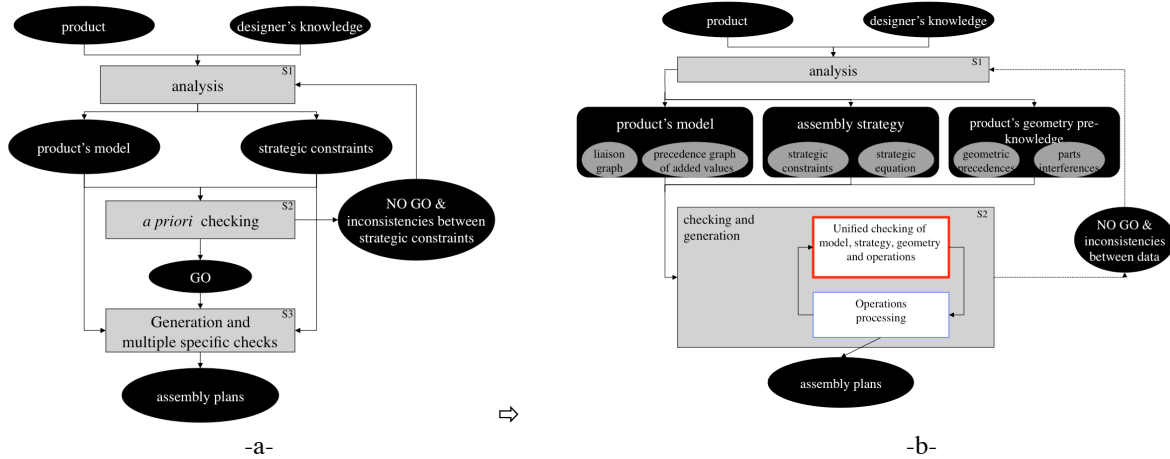 product
designer's knowledge
S1
analysis
product's model
strategic constraints
S2
a priori checking
NO GO &
inconsistencies between
strategic constraints
GO
S3
Generation and
multiple specific checks
assembly plans
-a-
⇨
product
designer's knowledge
S1
analysis
product's model
liaison
graph
precedence graph
of added values
assembly strategy
strategic
constraints
strategic
equation
product's geometry pre-
knowledge
geometric
precedences
parts
interferences
S2
checking and
generation
Unified checking of
model, strategy, geometry
and operations
Operations
processing
NO GO &
inconsistencies
between data
assembly plans
-b-